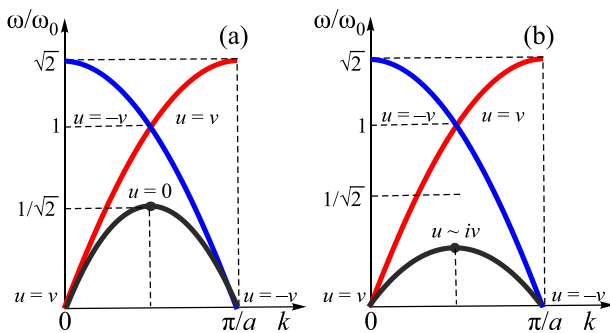 ω/ω₀ (a)
√2
u = –v u = v
1
u = 0
1/√2
u = v u = –v
0 π/a k
ω/ω₀ (b)
√2
u = –v u = v
1
1/√2
u ~ iv
u = v u = –v
0 π/a k